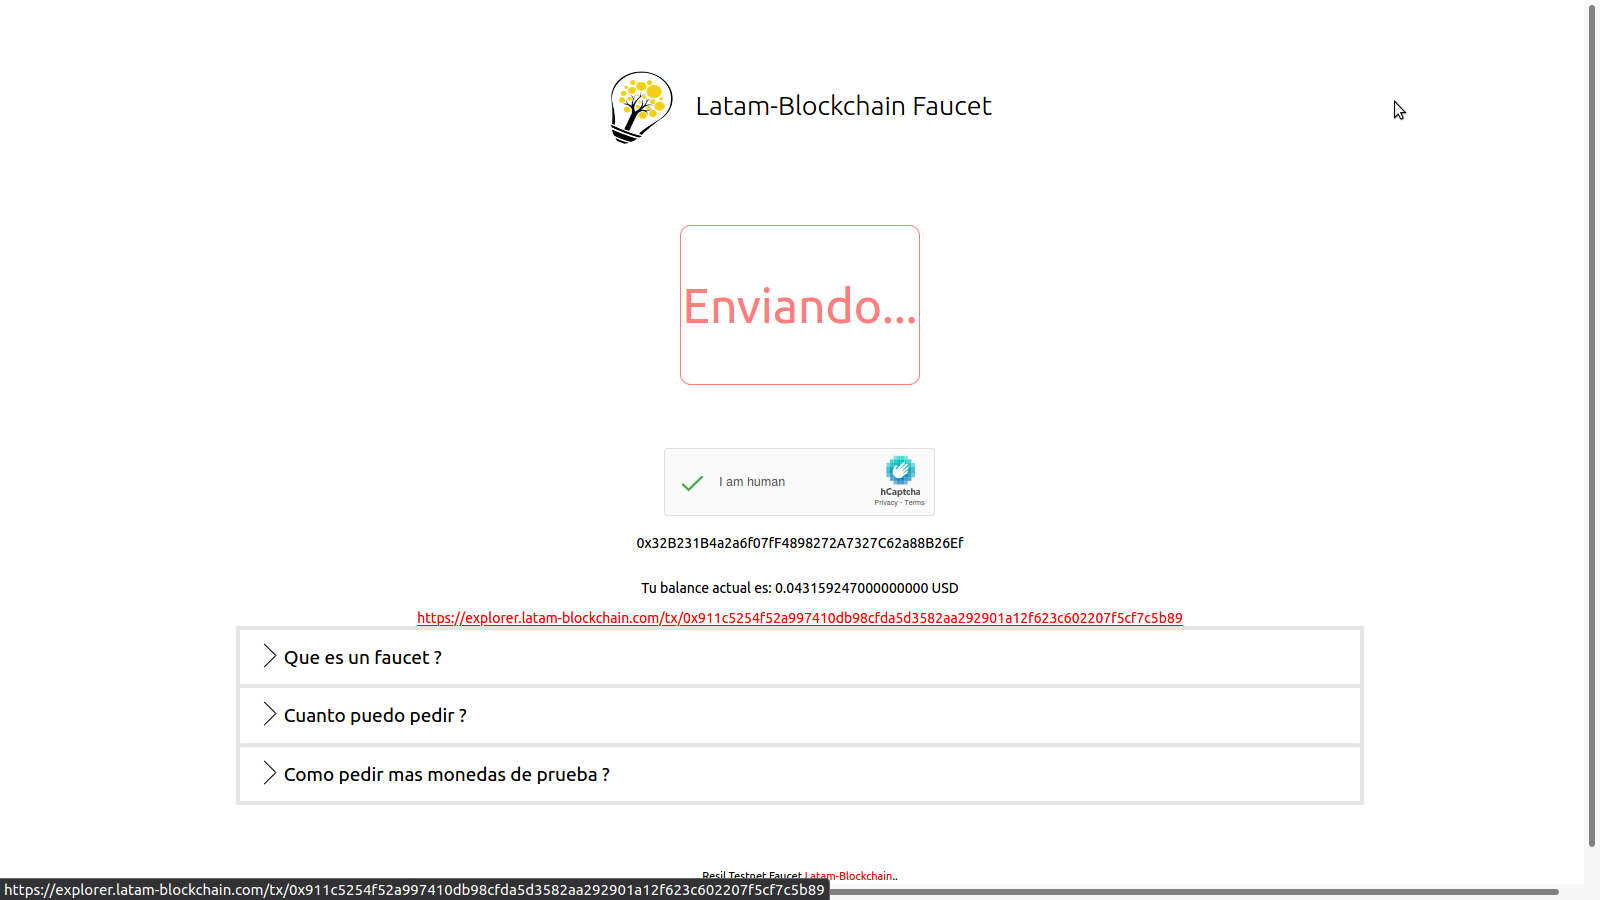 Latam-Blockchain Faucet
Enviando...
I am human
hCaptcha
Privacy - Terms
0x32B231B4a2a6f07fF4898272A7327C62a88B26Ef
Tu balance actual es: 0.043159247000000000 USD
https://explorer.latam-blockchain.com/tx/0x911c5254f52a997410db98cfda5d3582aa292901a12f623c602207f5cf7c5b89
Que es un faucet ?
Cuanto puedo pedir ?
Como pedir mas monedas de prueba ?
Resil Testnet Faucet Latam-Blockchain..
https://explorer.latam-blockchain.com/tx/0x911c5254f52a997410db98cfda5d3582aa292901a12f623c602207f5cf7c5b89